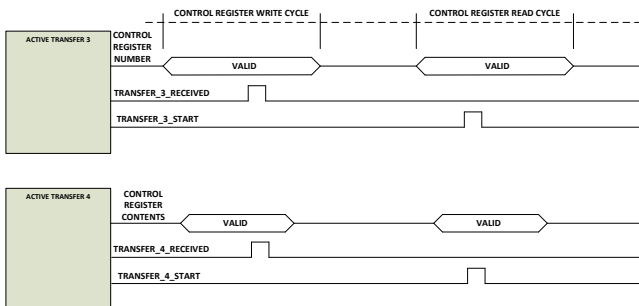 CONTROL REGISTER WRITE CYCLE
CONTROL REGISTER READ CYCLE
ACTIVE TRANSFER 3
CONTROL
REGISTER
NUMBER
VALID
VALID
TRANSFER_3_RECEIVED
TRANSFER_3_START
ACTIVE TRANSFER 4
CONTROL
REGISTER
CONTENTS
VALID
VALID
TRANSFER_4_RECEIVED
TRANSFER_4_START